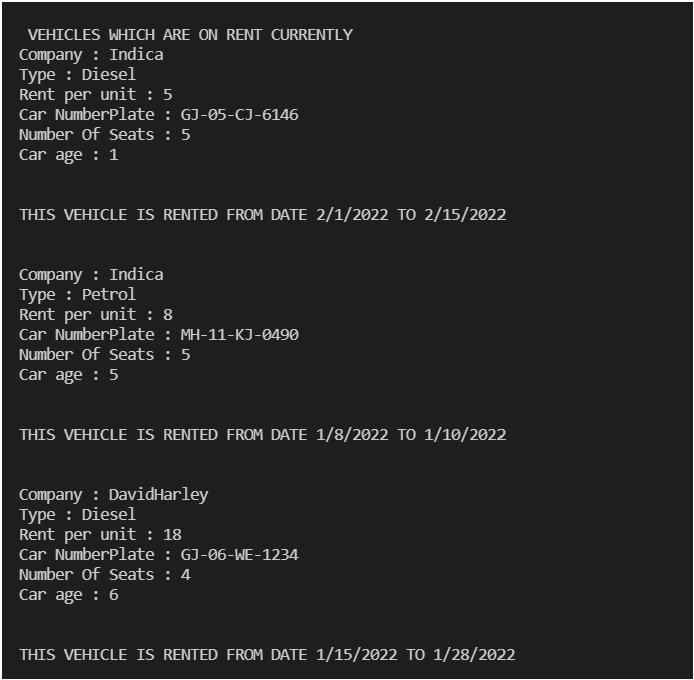 VEHICLES WHICH ARE ON RENT CURRENTLY
Company : Indica
Type : Diesel
Rent per unit : 5
Car NumberPlate : GJ-05-CJ-6146
Number Of Seats : 5
Car age : 1
THIS VEHICLE IS RENTED FROM DATE 2/1/2022 TO 2/15/2022
Company : Indica
Type : Petrol
Rent per unit : 8
Car NumberPlate : MH-11-KJ-0490
Number Of Seats : 5
Car age : 5
THIS VEHICLE IS RENTED FROM DATE 1/8/2022 TO 1/10/2022
Company : DavidHarley
Type : Diesel
Rent per unit : 18
Car NumberPlate : GJ-06-WE-1234
Number Of Seats : 4
Car age : 6
THIS VEHICLE IS RENTED FROM DATE 1/15/2022 TO 1/28/2022